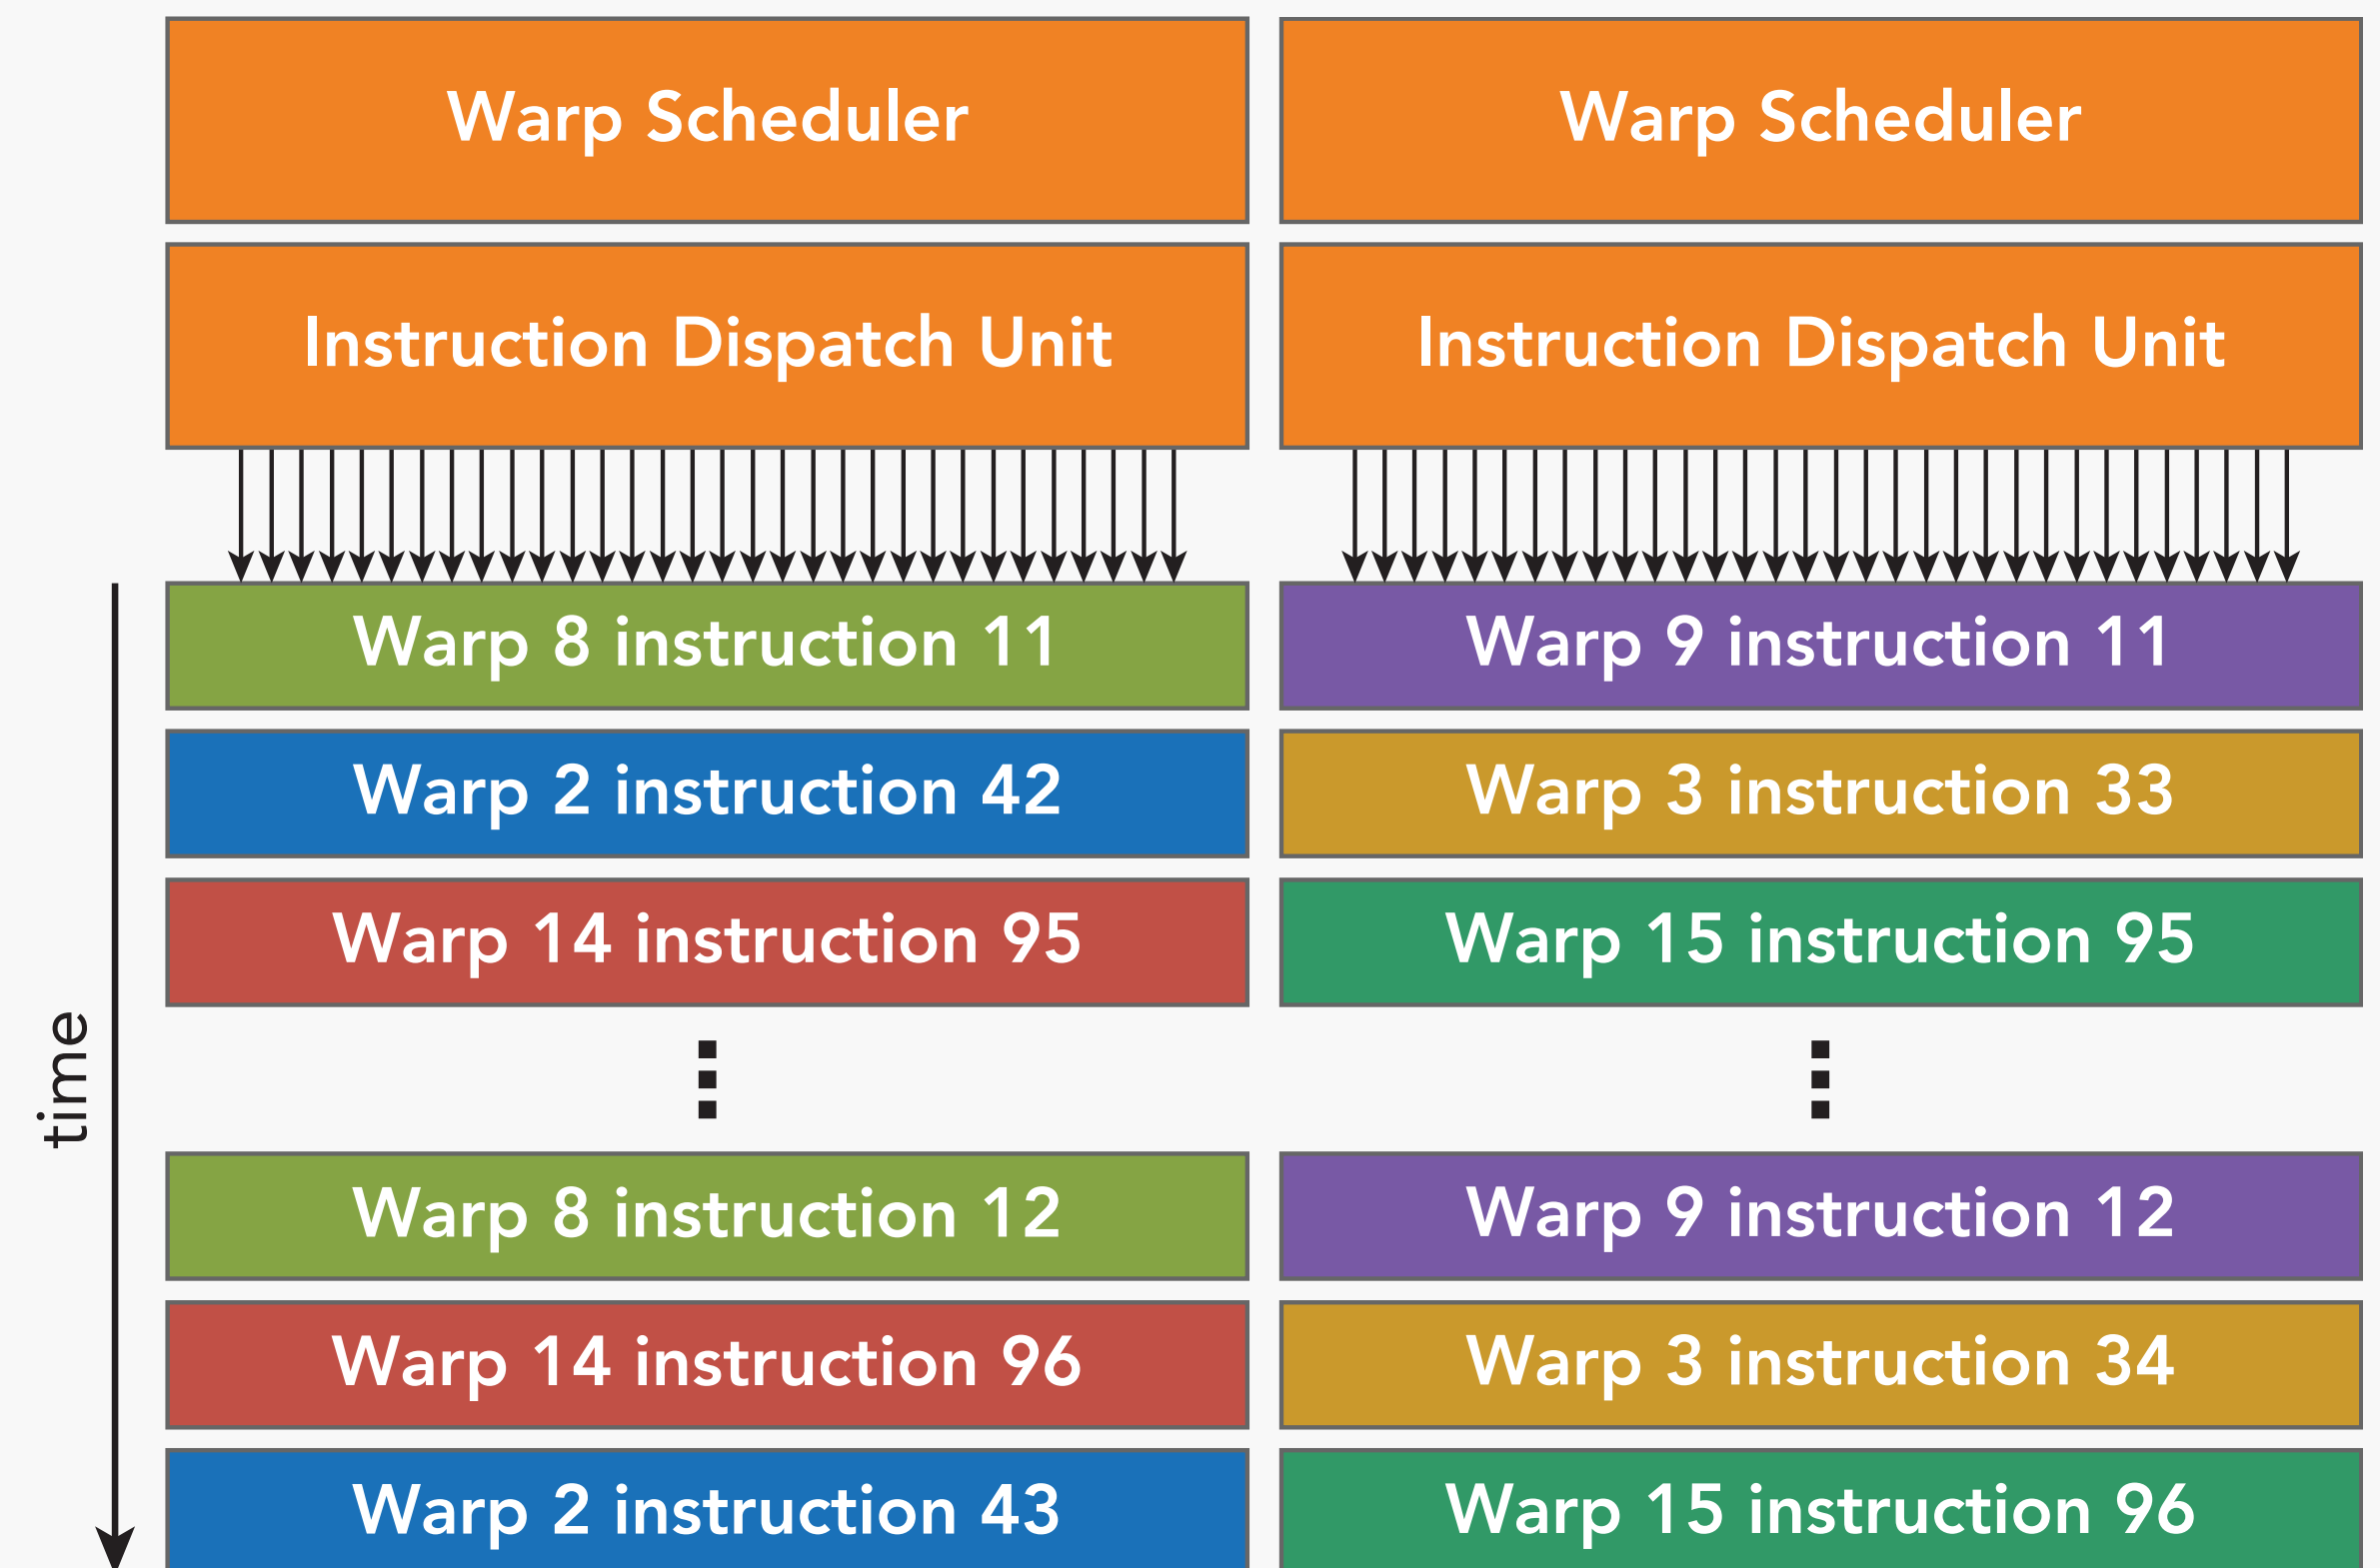 Warp Scheduler
Warp Scheduler
Instruction Dispatch Unit
Instruction Dispatch Unit
Warp 8 instruction 11
Warp 9 instruction 11
Warp 2 instruction 42
Warp 3 instruction 33
Warp 14 instruction 95
Warp 15 instruction 95
time
Warp 8 instruction 12
Warp 9 instruction 12
Warp 14 instruction 96
Warp 3 instruction 34
Warp 2 instruction 43
Warp 15 instruction 96